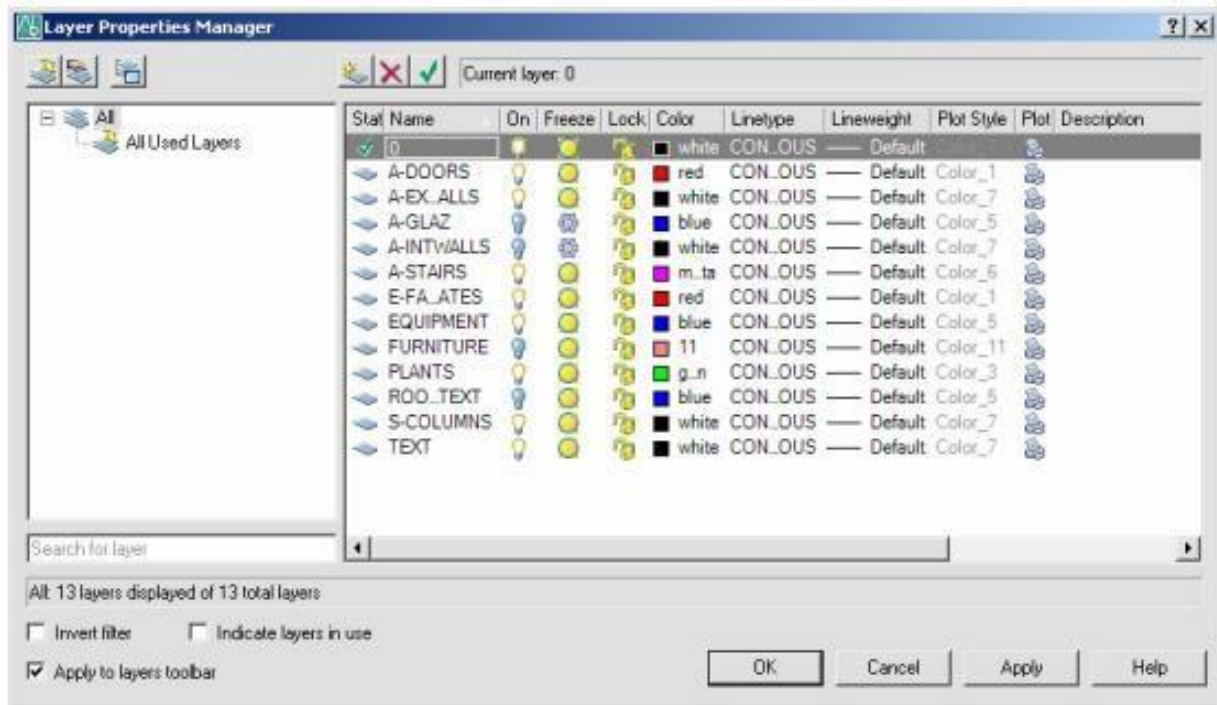 Layer Properties Manager
Current layer: 0
All
All Used Layers
Stat Name On Freeze Lock Color Linetype Lineweight Plot Style Plot Description
0 white CON...OUS Default
A-DOORS red CON...OUS Default Color_1
A-EX...ALLS white CON...OUS Default Color_7
A-GLAZ blue CON...OUS Default Color_5
A-INTWALLS white CON...OUS Default Color_7
A-STAIRS m...ta CON...OUS Default Color_6
E-FA...ATES red CON...OUS Default Color_1
EQUIPMENT blue CON...OUS Default Color_5
FURNITURE 11 CON...OUS Default Color_11
PLANTS g...n CON...OUS Default Color_3
ROO...TEXT blue CON...OUS Default Color_5
S-COLUMNS white CON...OUS Default Color_7
TEXT white CON...OUS Default Color_7
Search for layer
All: 13 layers displayed of 13 total layers
Invert filter Indicate layers in use
Apply to layers toolbar
OK Cancel Apply Help